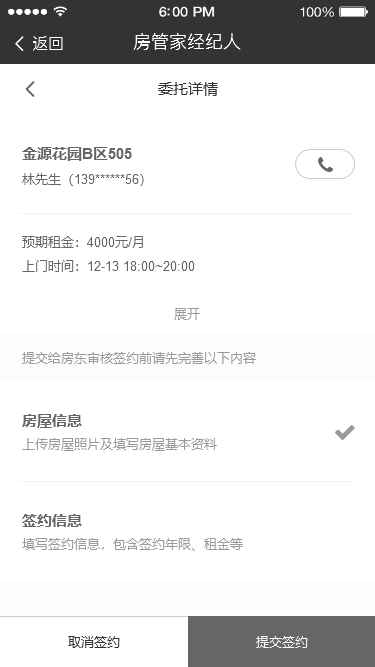 6:00 PM
100%
返回
房管家经纪人
委托详情
金源花园B区505
林先生（139******56）
预期租金：4000元/月
上门时间：12-13 18:00~20:00
展开
提交给房东审核签约前请先完善以下内容
房屋信息
上传房屋照片及填写房屋基本资料
签约信息
填写签约信息，包含签约年限、租金等
取消签约
提交签约